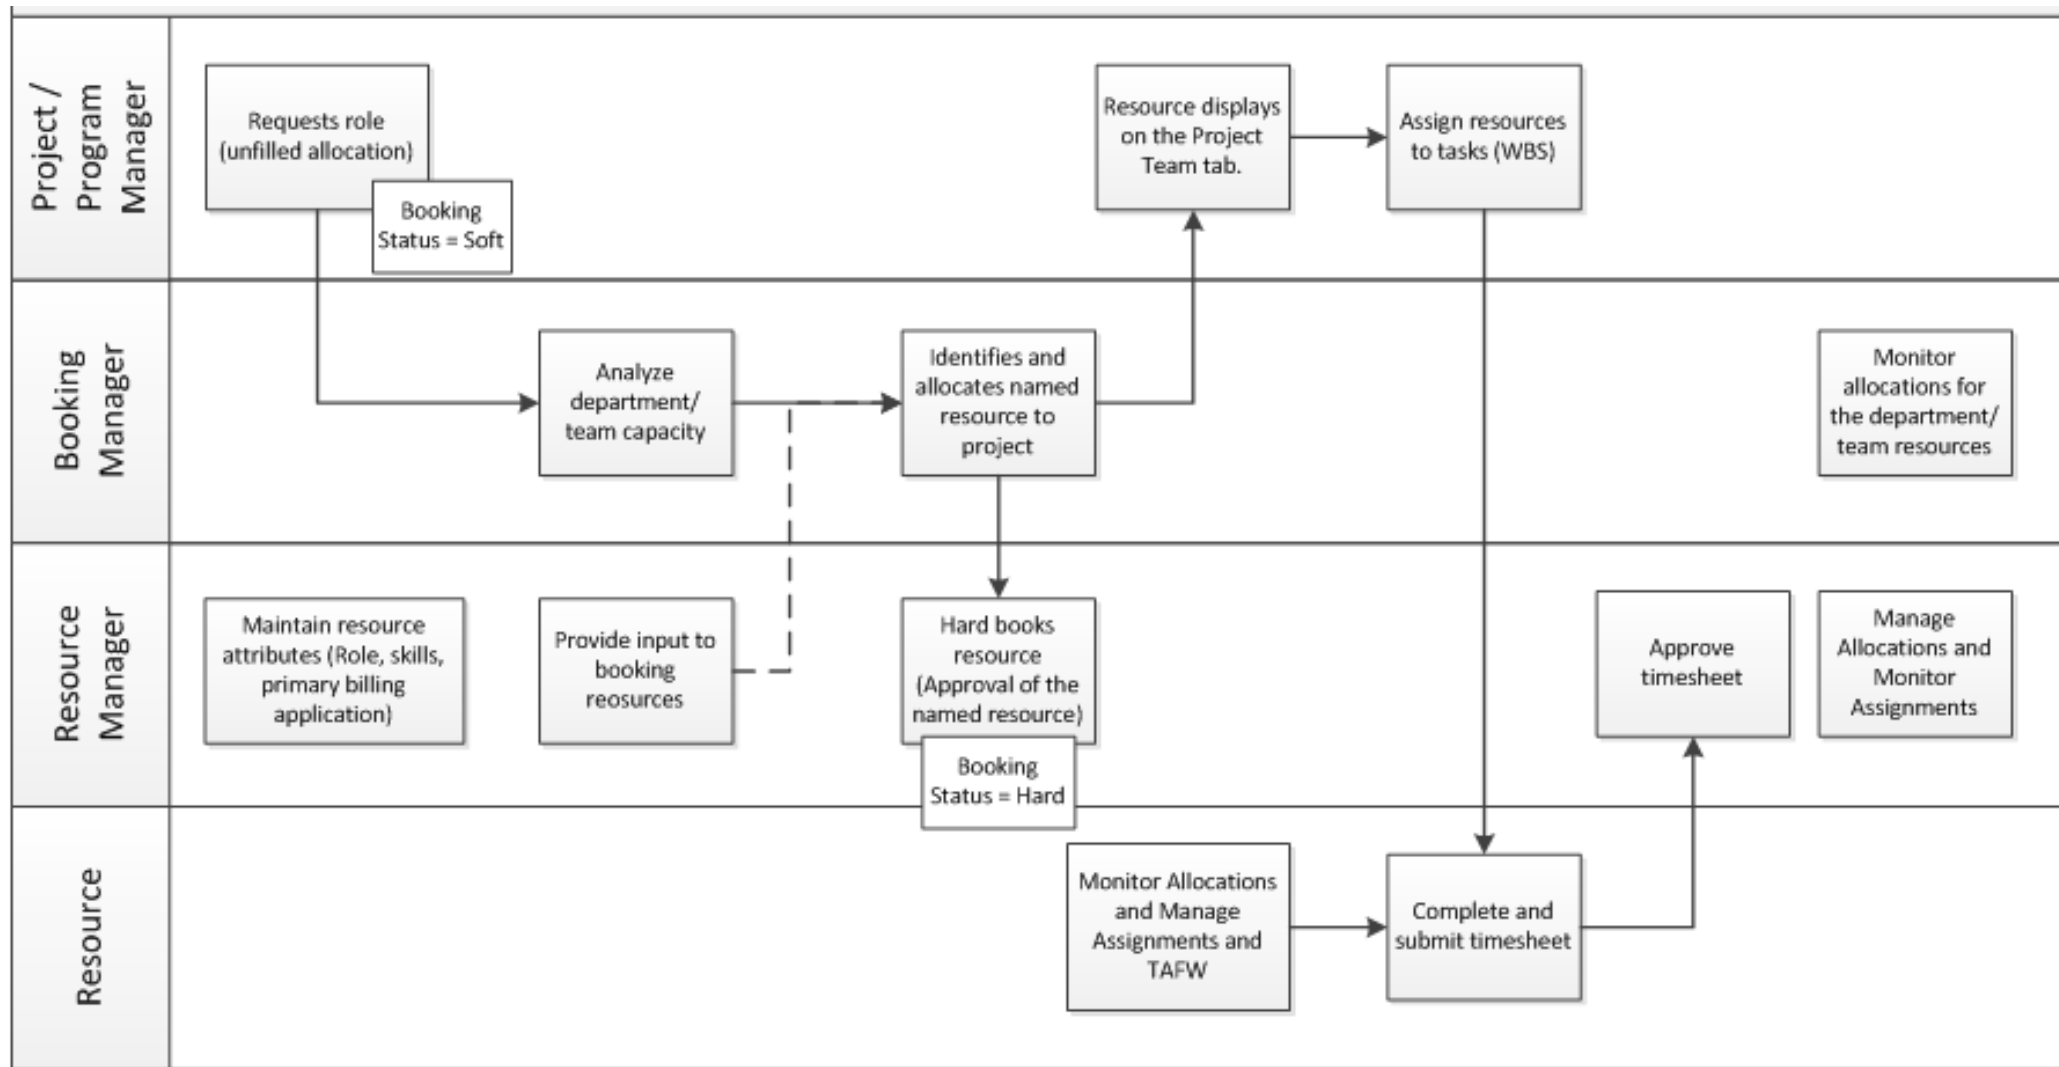 Project /
Program
Manager
Requests role
(unfilled allocation)
Booking
Status = Soft
Resource displays
on the Project
Team tab.
Assign resources
to tasks (WBS)
Booking
Manager
Analyze
department/
team capacity
Identifies and
allocates named
resource to
project
Monitor
allocations for
the department/
team resources
Resource
Manager
Maintain resource
attributes (Role, skills,
primary billing
application)
Provide input to
booking
reosurces
Hard books
resource
(Approval of the
named resource)
Booking
Status = Hard
Approve
timesheet
Manage
Allocations and
Monitor
Assignments
Resource
Monitor Allocations
and Manage
Assignments and
TAFW
Complete and
submit timesheet